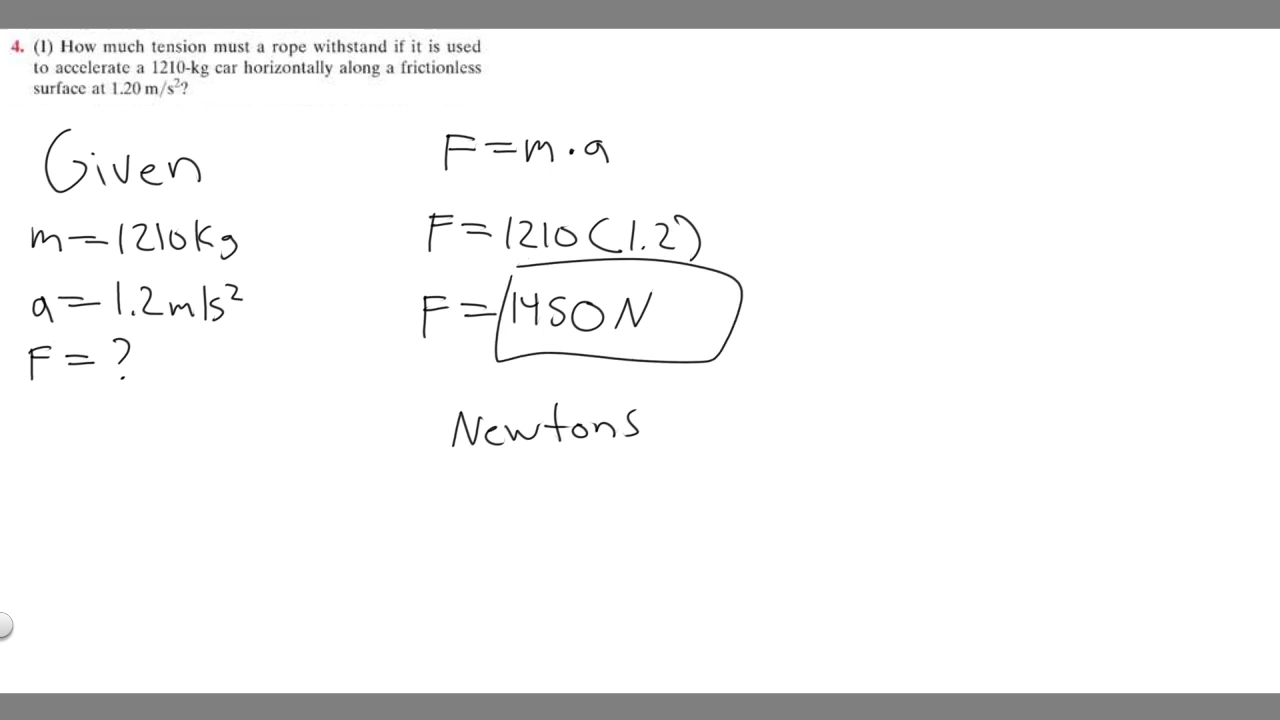 4. (I) How much tension must a rope withstand if it is used
to accelerate a 1210-kg car horizontally along a frictionless
surface at 1.20 m/s²?
Given
m=1210kg
a=1.2m/s²
F=?
F=m·a
F=1210(1.2)
F=1450N
Newtons